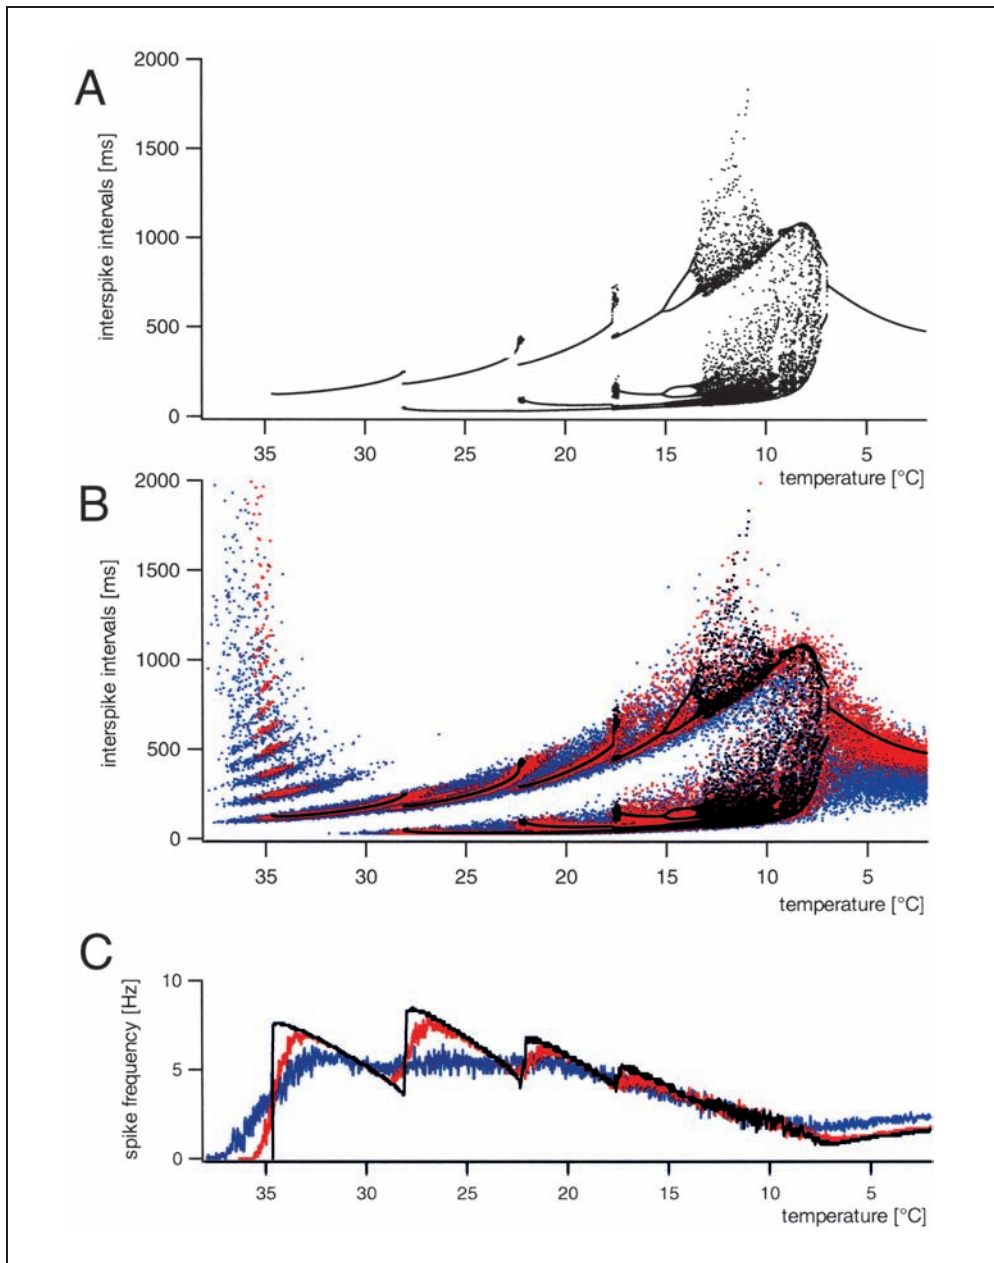 A
2000
1500
1000
500
0
interspike intervals [ms]
35 30 25 20 15 10 5
temperature [°C]
B
2000
1500
1000
500
0
interspike intervals [ms]
35 30 25 20 15 10 5
temperature [°C]
C
10
5
0
spike frequency [Hz]
35 30 25 20 15 10 5
temperature [°C]